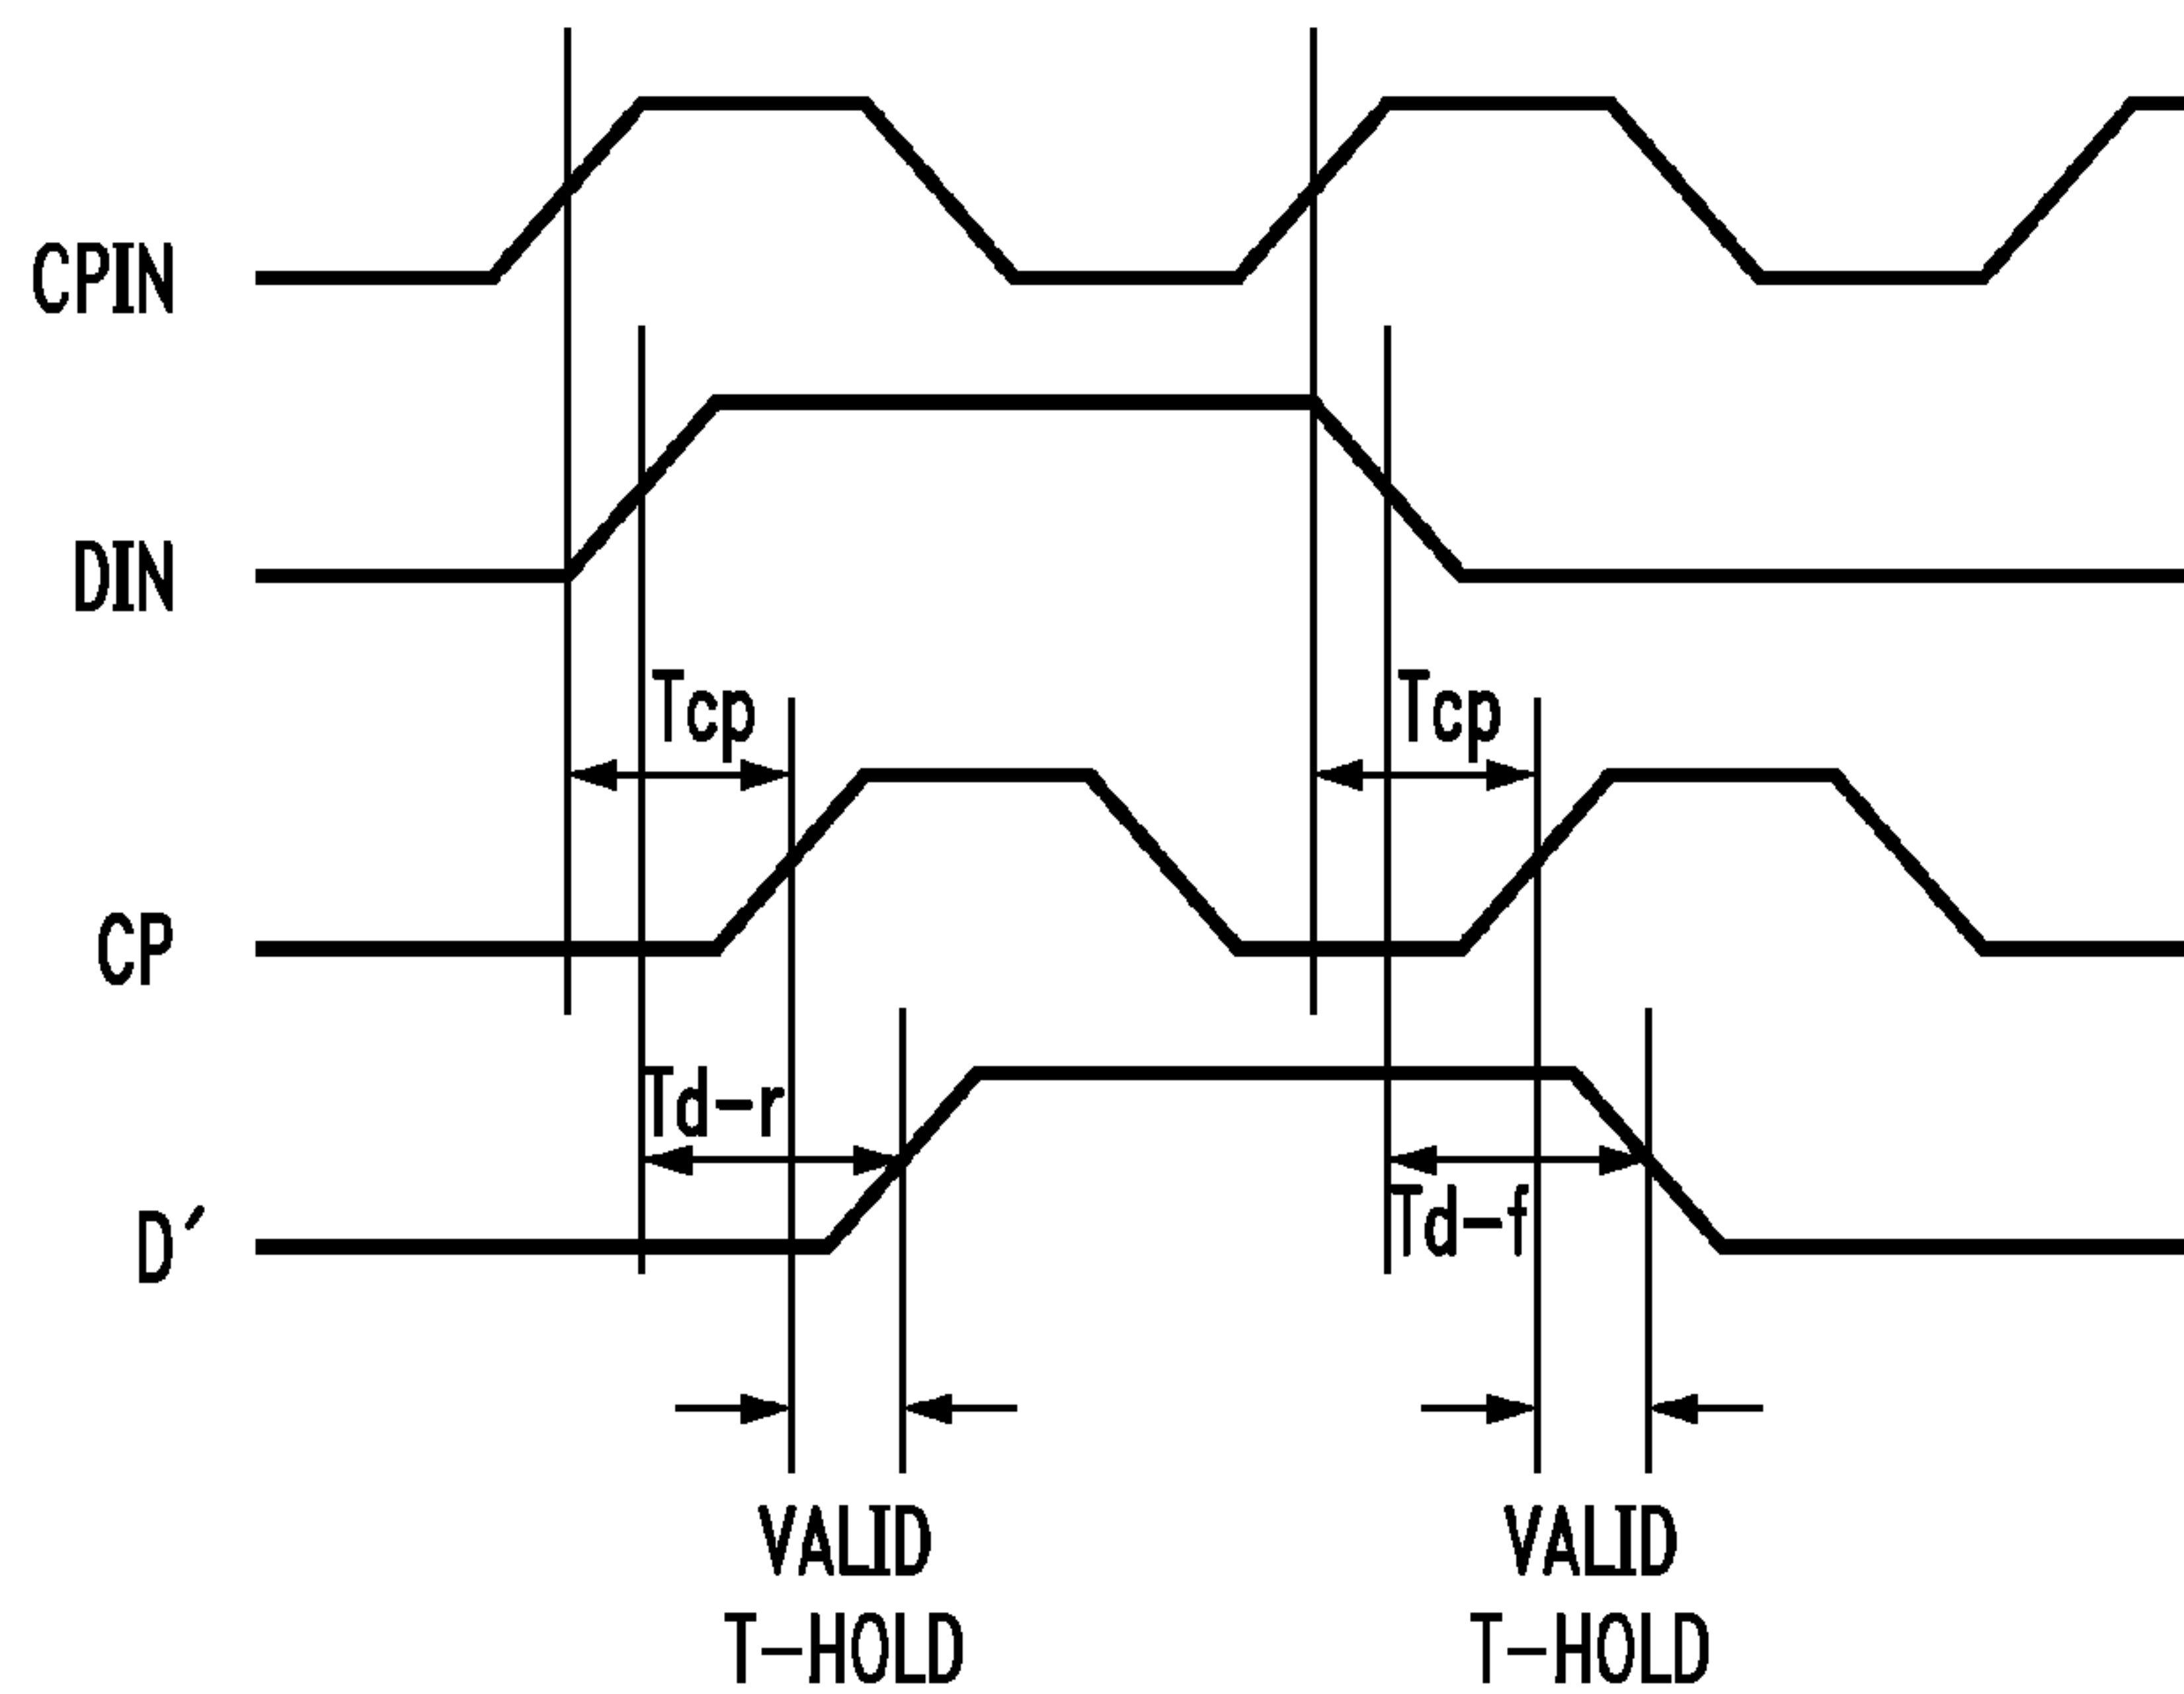 CPIN
DIN
Tcp Tcp
CP
Td-r
Td-f
D′
VALID VALID
T-HOLD T-HOLD